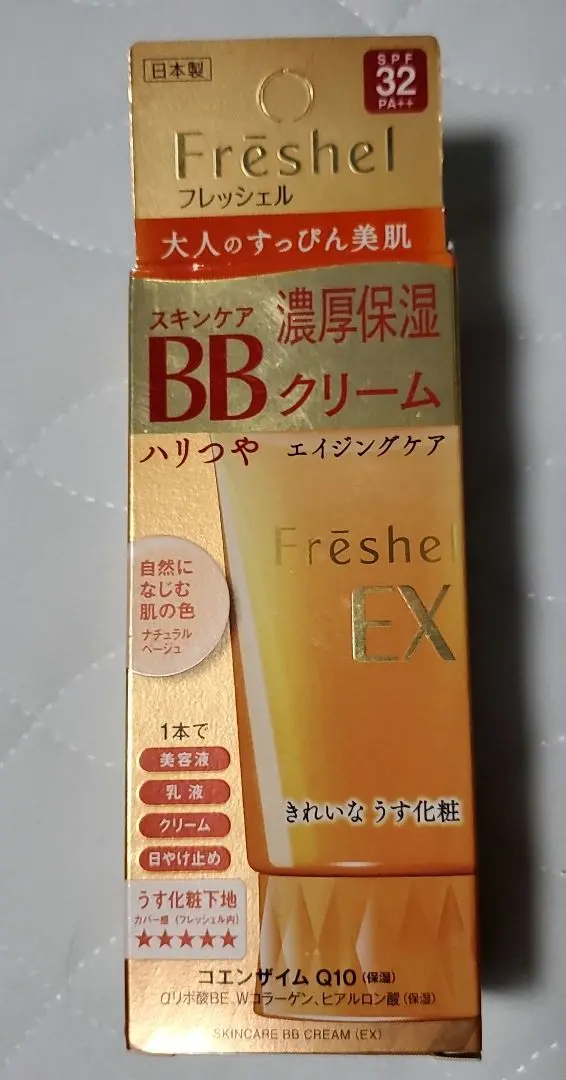 日本製
SPF
32
PA++
Frēshel
フレッシェル
大人のすっぴん美肌
スキンケア
濃厚保湿
BB クリーム
ハリつや エイジングケア
Frēshel
EX
自然に
なじむ
肌の色
ナチュラル
ベージュ
1本で
美容液
乳液
クリーム
日やけ止め
きれいな うす化粧
うす化粧下地
カバー感 (フレッシェル内)
★★★★★
コエンザイム Q10 (保湿)
αリポ酸BE、Wコラーゲン、ヒアルロン酸 (保湿)
SKINCARE BB CREAM (EX)